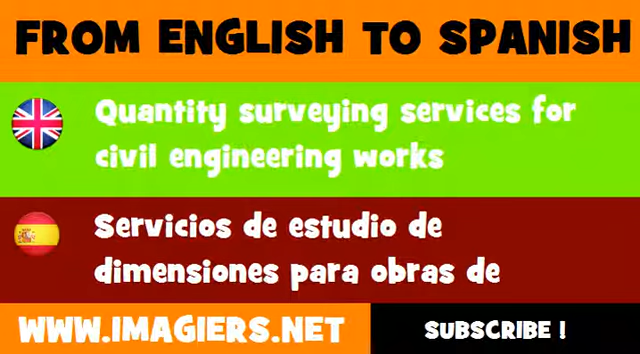 FROM ENGLISH TO SPANISH
Quantity surveying services for
civil engineering works
Servicios de estudio de
dimensiones para obras de
WWW.IMAGIERS.NET
SUBSCRIBE !